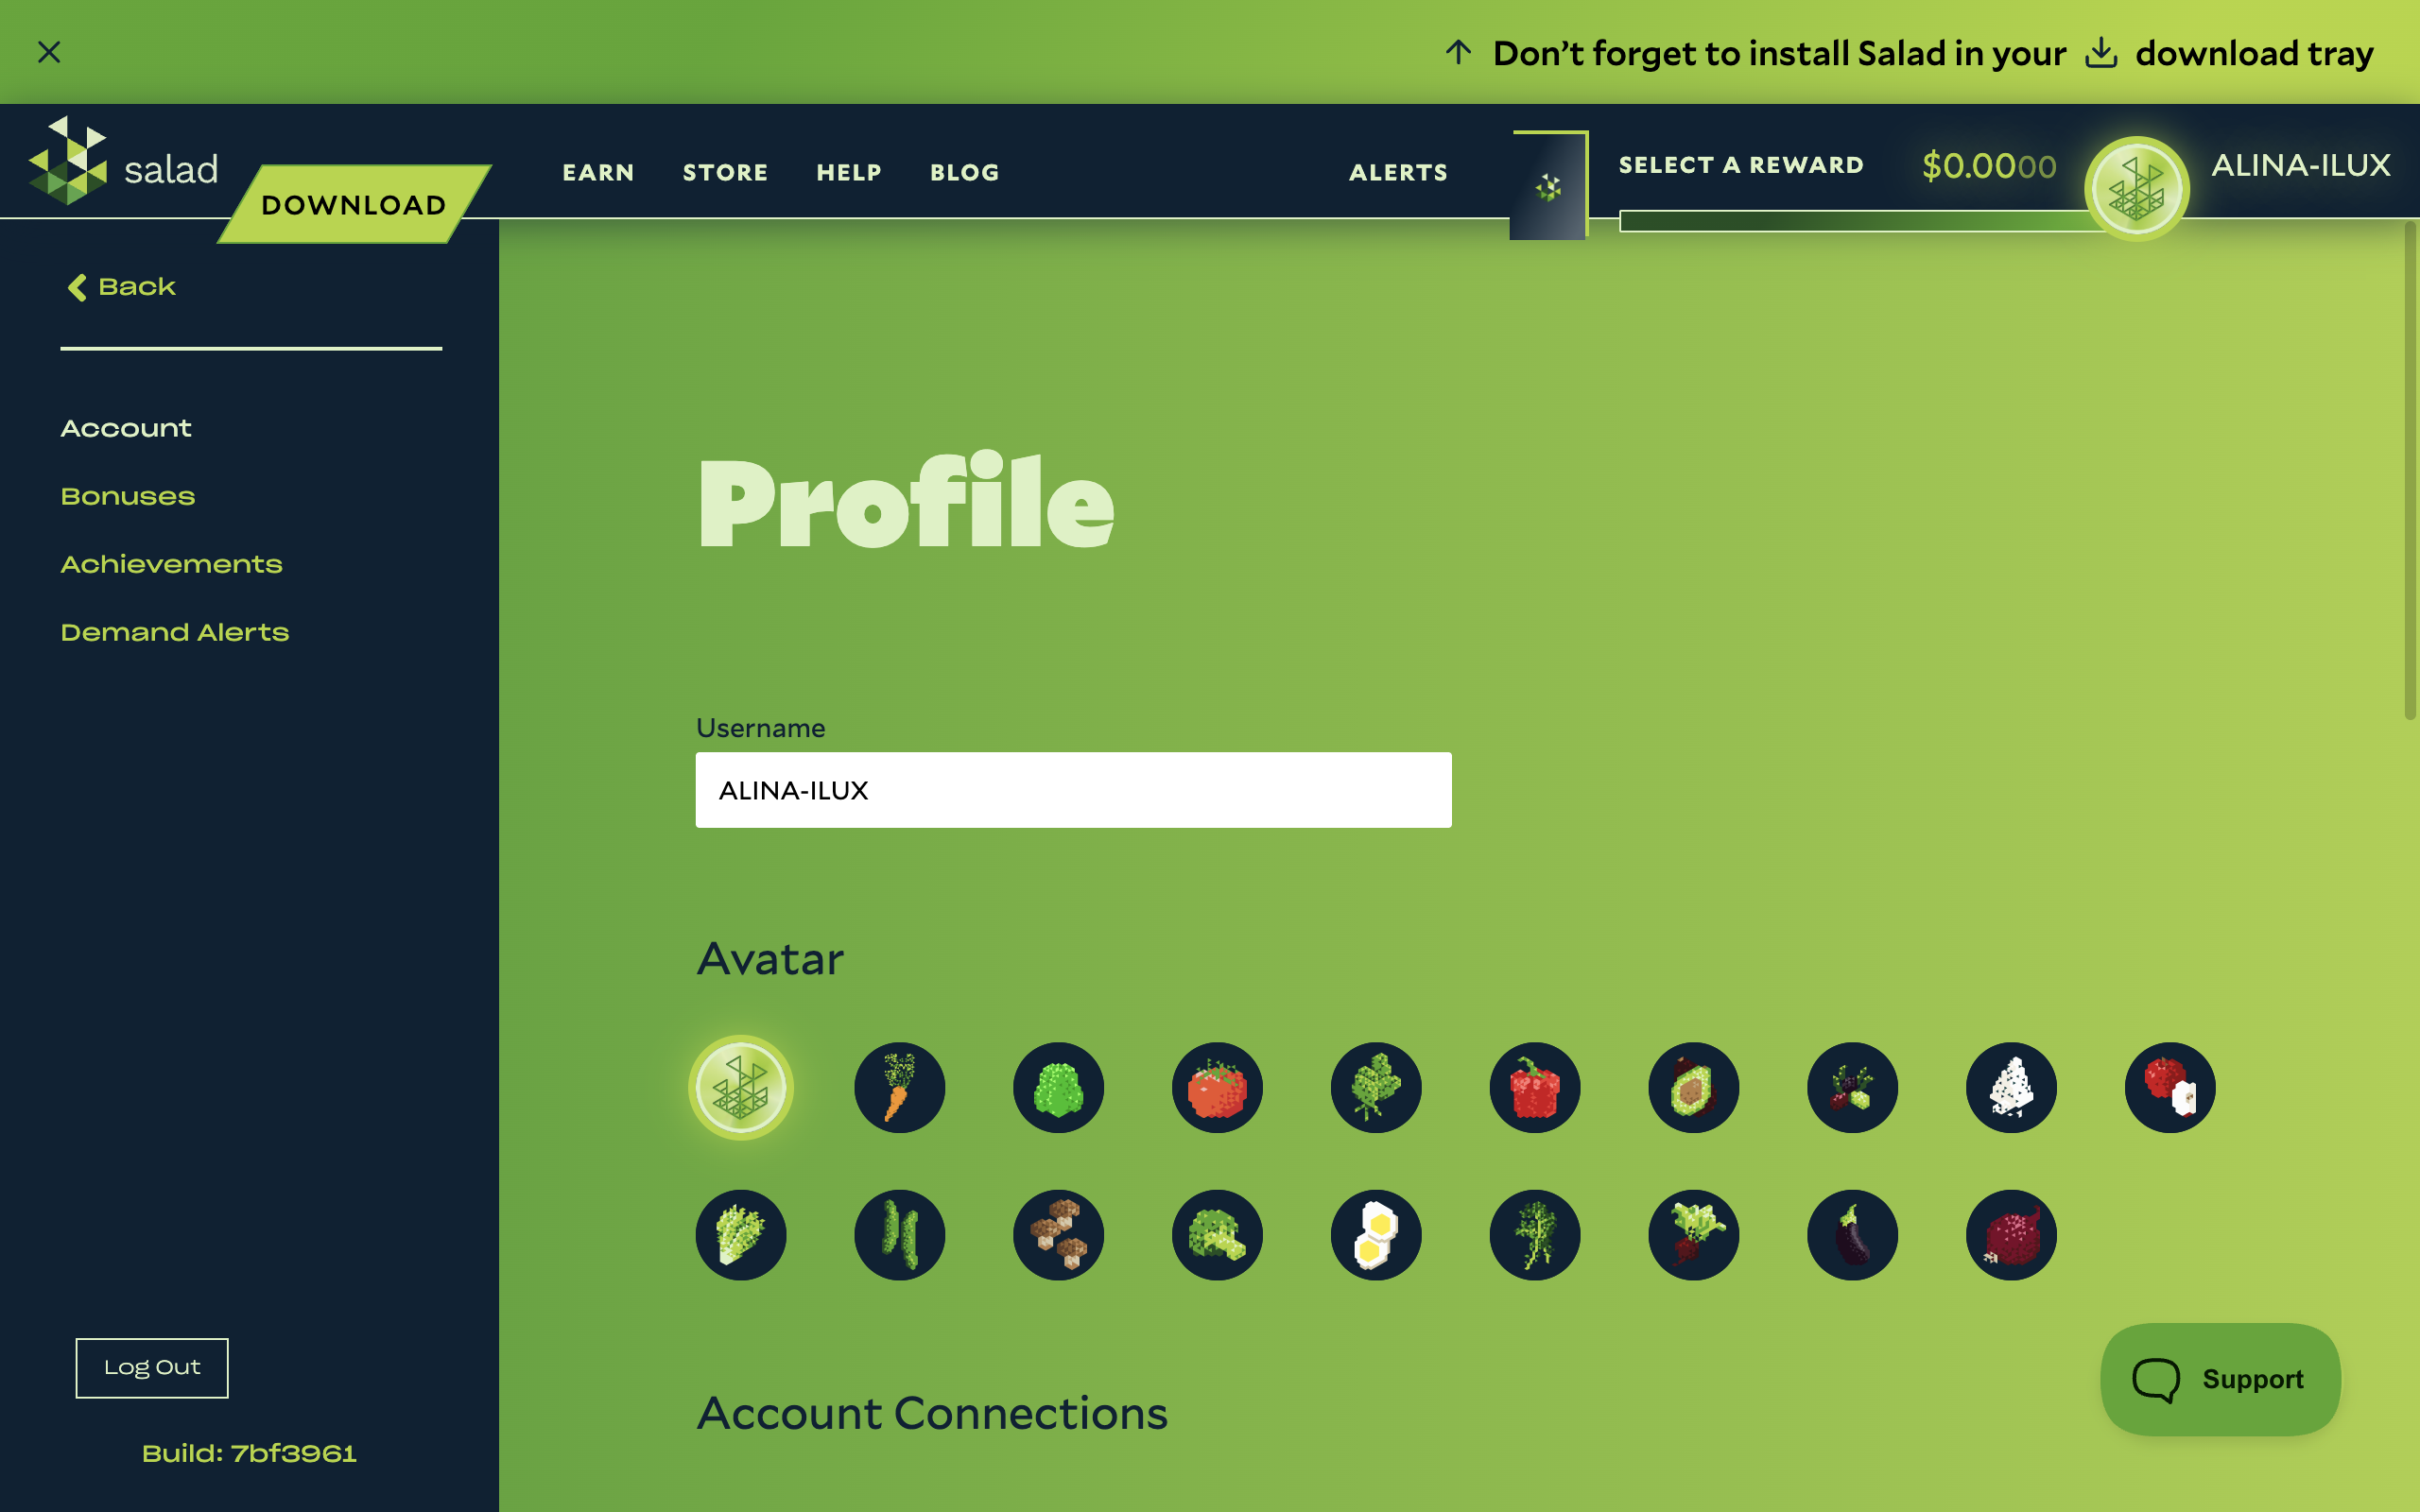 Don't forget to install Salad in your download tray
salad
DOWNLOAD
EARN STORE HELP BLOG
ALERTS
SELECT A REWARD
$0.0000
ALINA-ILUX
Back
Account
Bonuses
Achievements
Demand Alerts
Log Out
Build: 7bf3961
Profile
Username
ALINA-ILUX
Avatar
Account Connections
Support